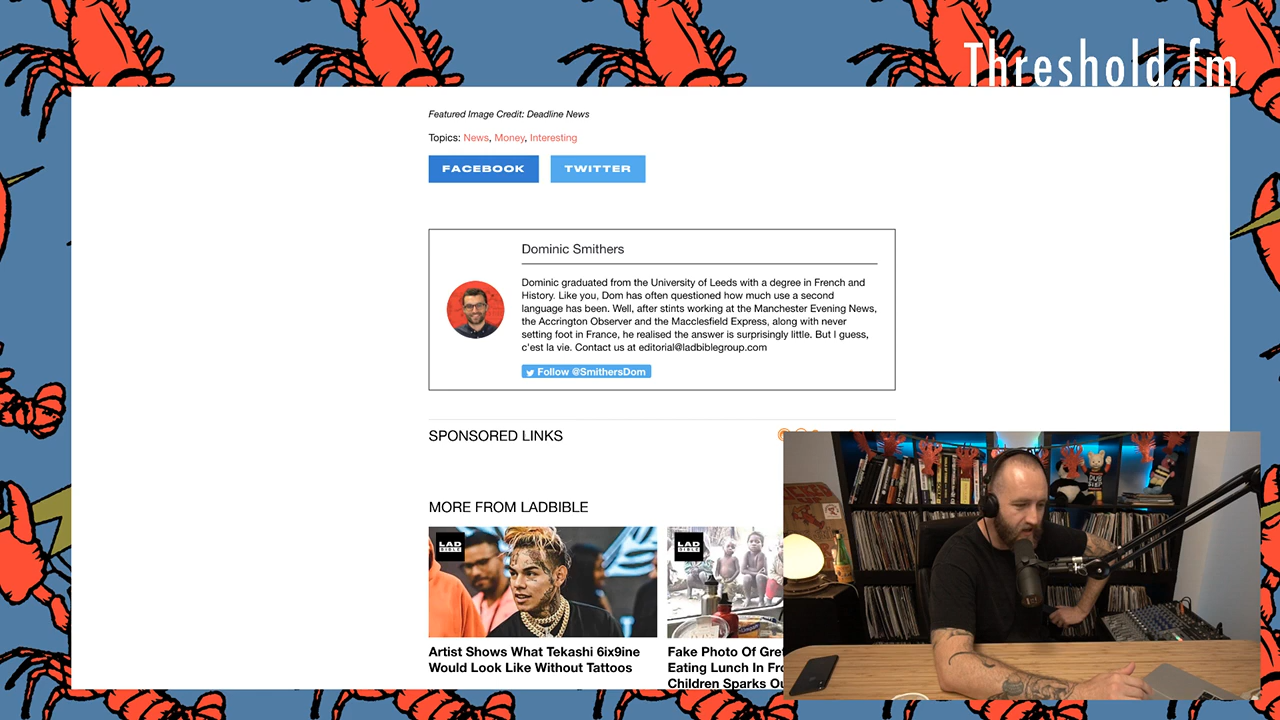 Threshold.fm
Featured Image Credit: Deadline News
Topics: News, Money, Interesting
FACEBOOK
TWITTER
Dominic Smithers
Dominic graduated from the University of Leeds with a degree in French and
History. Like you, Dom has often questioned how much use a second
language has been. Well, after stints working at the Manchester Evening News,
the Accrington Observer and the Macclesfield Express, along with never
setting foot in France, he realised the answer is surprisingly little. But I guess,
c'est la vie. Contact us at editorial@ladbiblegroup.com
Follow @SmithersDom
SPONSORED LINKS
MORE FROM LADBIBLE
LAD
BIBLE
LAD
BIBLE
Artist Shows What Tekashi 6ix9ine
Would Look Like Without Tattoos
Fake Photo Of
Eating Lunch In
Children Sparks
DUB
STEP